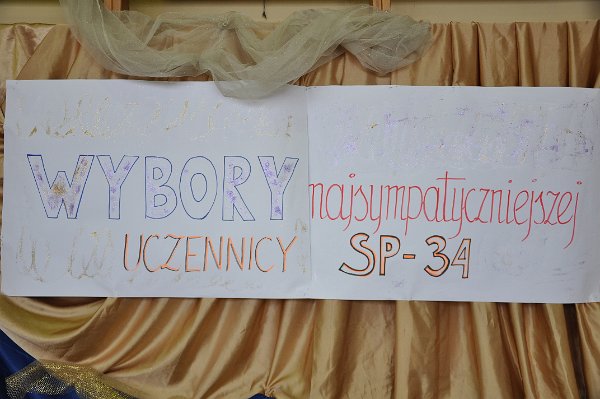 WYBORY najsympatyczniejszej
UCZENNICY SP-34